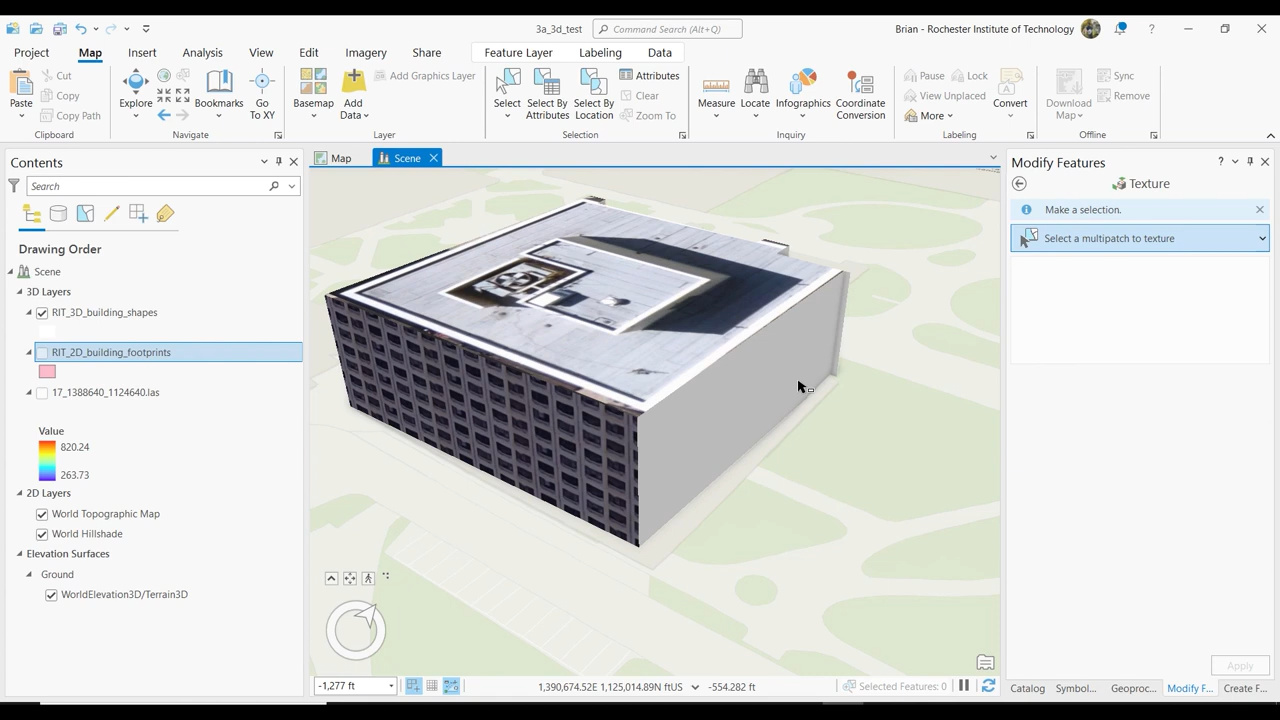 3a_3d_test
Command Search (Alt+Q)
Brian - Rochester Institute of Technology
?
Project
Map
Insert
Analysis
View
Edit
Imagery
Share
Feature Layer
Labeling
Data
Paste
Cut
Copy
Copy Path
Clipboard
Explore
Bookmarks
Go
To XY
Navigate
Basemap
Add
Data
Add Graphics Layer
Layer
Select
Select By
Attributes
Select By
Location
Attributes
Clear
Zoom To
Selection
Measure
Locate
Infographics
Coordinate
Conversion
Inquiry
Pause
Lock
View Unplaced
More
Convert
Labeling
Download
Map
Sync
Remove
Offline
Contents
Search
Drawing Order
Scene
3D Layers
RIT_3D_building_shapes
RIT_2D_building_footprints
17_1388640_1124640.las
Value
820.24
263.73
2D Layers
World Topographic Map
World Hillshade
Elevation Surfaces
Ground
WorldElevation3D/Terrain3D
Map
Scene
-1,277 ft
1,390,674.52E 1,125,014.89N ftUS
-554.282 ft
Selected Features: 0
Modify Features
?
Texture
Make a selection.
Select a multipatch to texture
Apply
Catalog
Symbol...
Geoproc...
Modify F...
Create F...